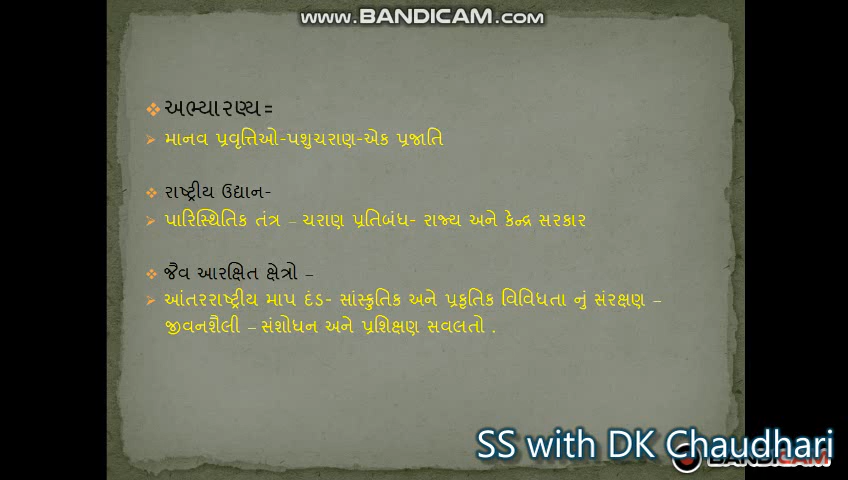 www.BANDICAM.com
અભ્યારણ્ય=
માનવ પ્રવૃત્તિઓ-પશુચરાણ-એક પ્રજાતિ
રાષ્ટ્રીય ઉદ્યાન-
પારિસ્થિતિક તંત્ર – ચરાણ પ્રતિબંધ- રાજ્ય અને કેન્દ્ર સરકાર
જૈવ આરક્ષિત ક્ષેત્રો –
આંતરરાષ્ટ્રીય માપ દંડ- સાંસ્કુતિક અને પ્રકૃતિક વિવિધતા નું સંરક્ષણ –
જીવનશૈલી – સંશોધન અને પ્રશિક્ષણ સવલતો .
SS with DK Chaudhari
BANDICAM